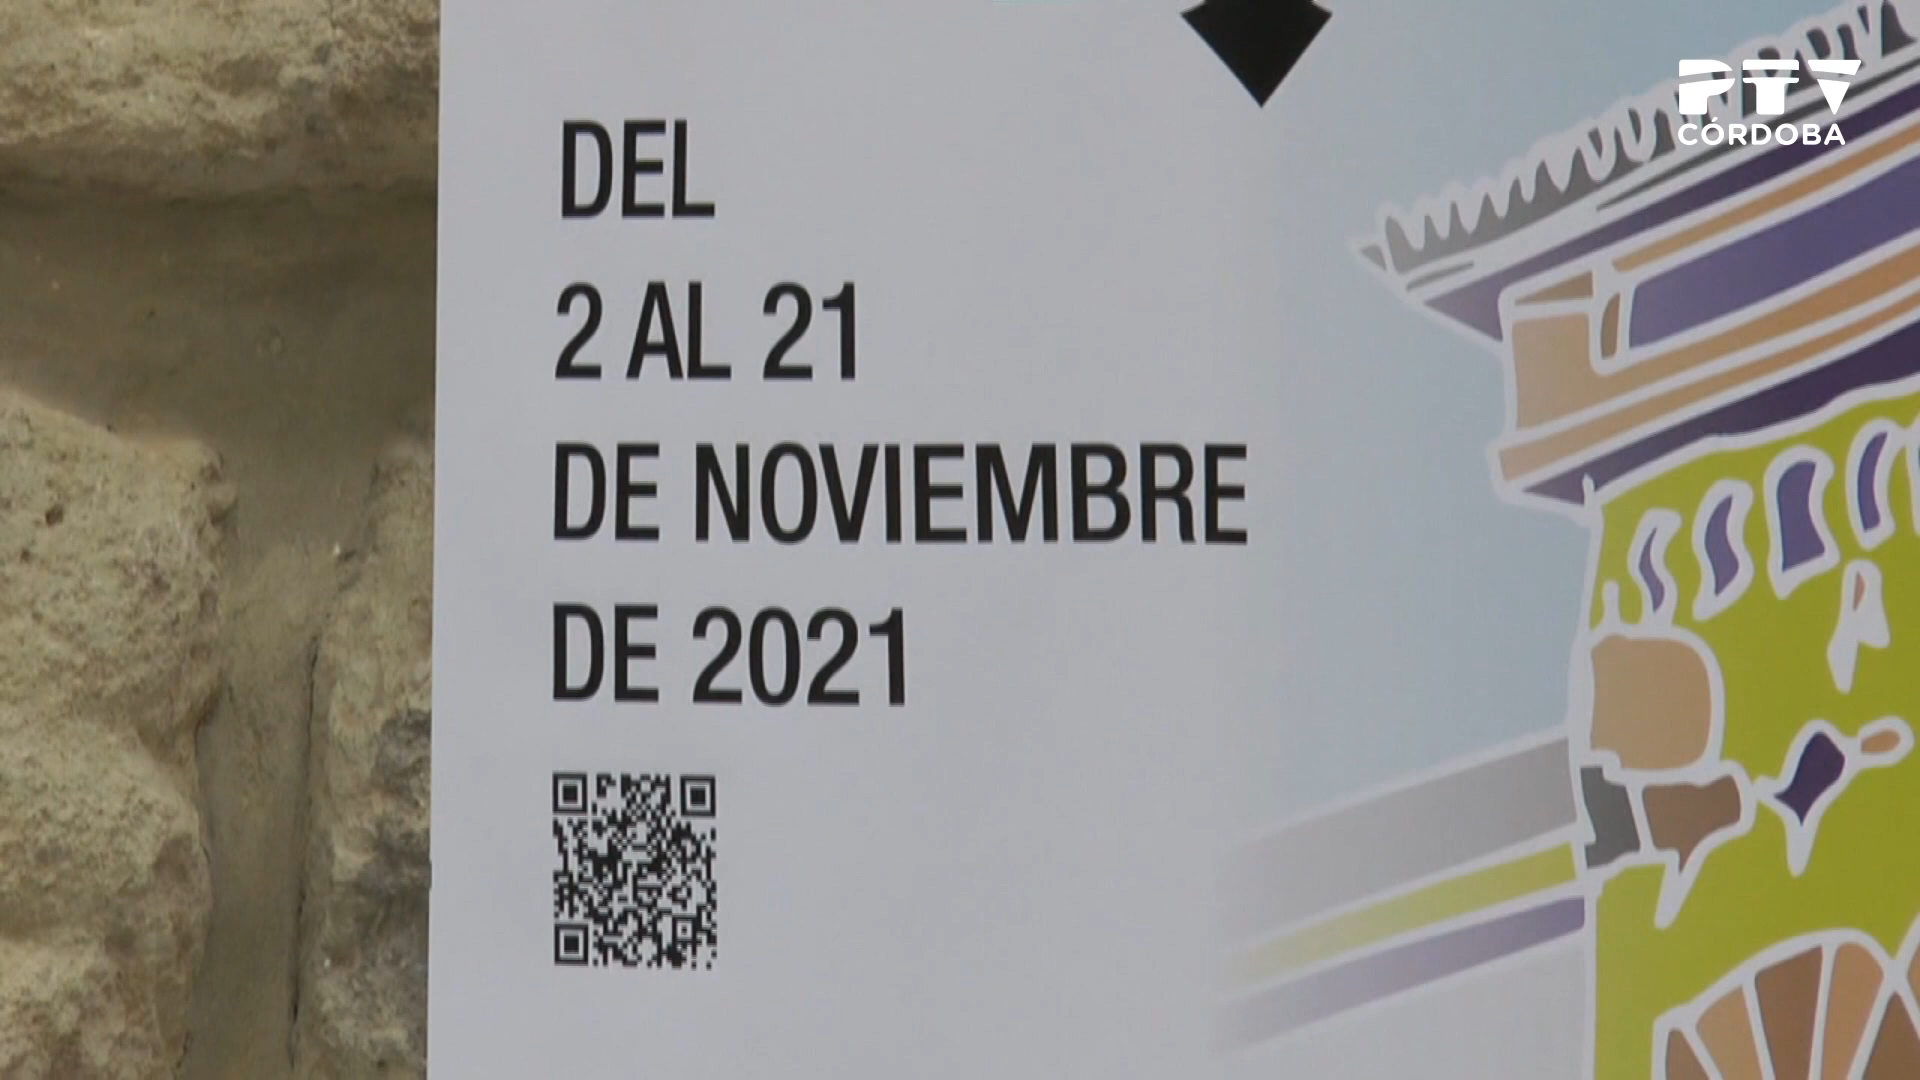 PTV
CÓRDOBA
DEL
2 AL 21
DE NOVIEMBRE
DE 2021